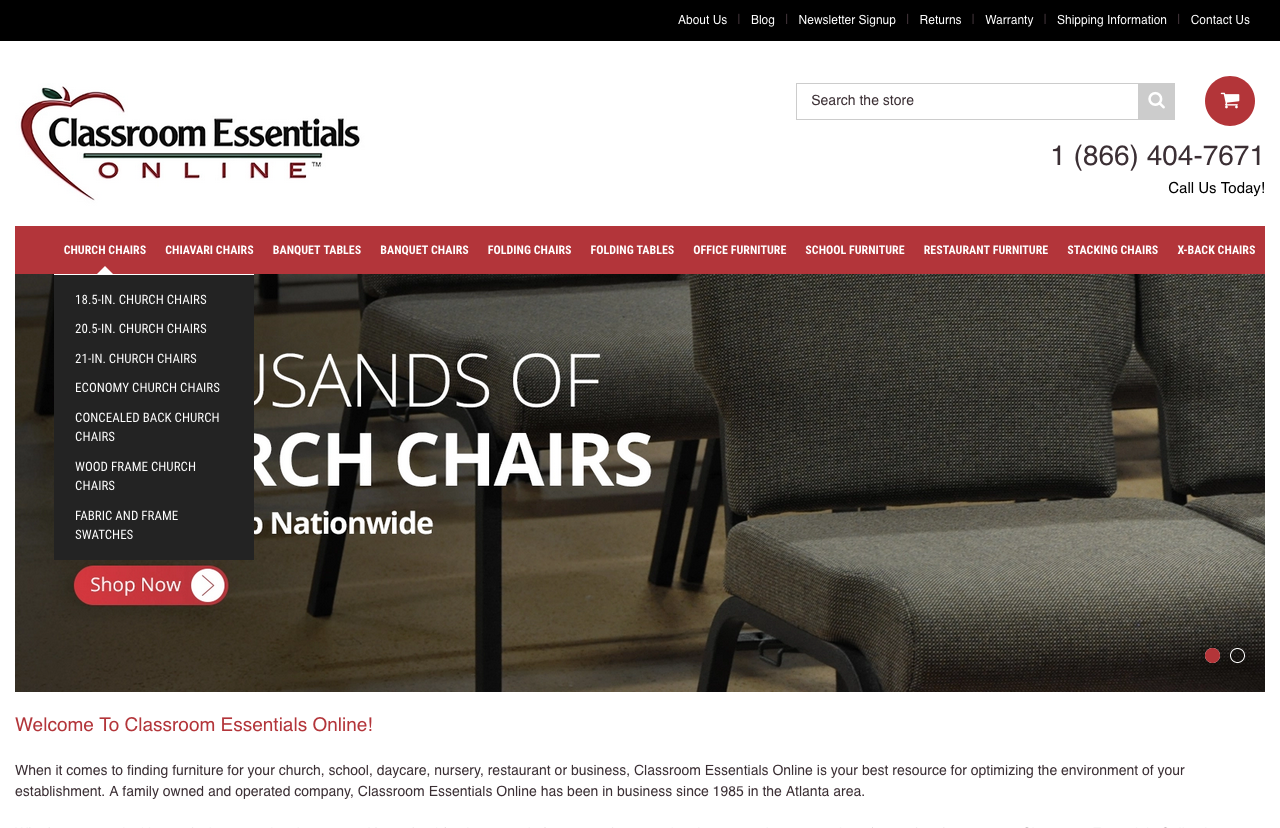 About Us | Blog | Newsletter Signup | Returns | Warranty | Shipping Information | Contact Us
Classroom Essentials
ONLINE™
Search the store
1 (866) 404-7671
Call Us Today!
CHURCH CHAIRS CHIAVARI CHAIRS BANQUET TABLES BANQUET CHAIRS FOLDING CHAIRS FOLDING TABLES OFFICE FURNITURE SCHOOL FURNITURE RESTAURANT FURNITURE STACKING CHAIRS X-BACK CHAIRS
18.5-IN. CHURCH CHAIRS
20.5-IN. CHURCH CHAIRS
21-IN. CHURCH CHAIRS
ECONOMY CHURCH CHAIRS
CONCEALED BACK CHURCH
CHAIRS
WOOD FRAME CHURCH
CHAIRS
FABRIC AND FRAME
SWATCHES
USANDS OF
RCH CHAIRS
Nationwide
Shop Now
Welcome To Classroom Essentials Online!
When it comes to finding furniture for your church, school, daycare, nursery, restaurant or business, Classroom Essentials Online is your best resource for optimizing the environment of your
establishment. A family owned and operated company, Classroom Essentials Online has been in business since 1985 in the Atlanta area.